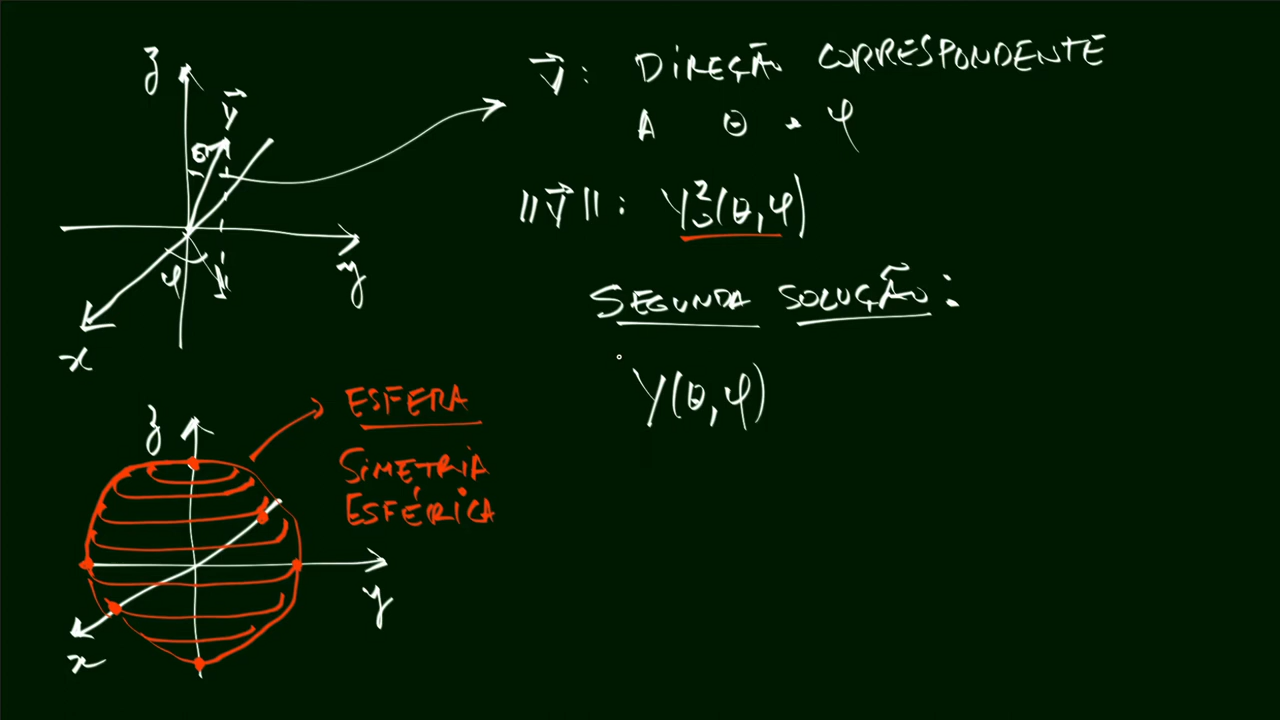 z
V⃗
θ
φ
y
x
V⃗: DIREÇÃO CORRESPONDENTE
A θ • φ
||V⃗||: Y₀²(θ,φ)
SEGUNDA SOLUÇÃO:
Y(θ,φ)
ESFERA
SIMETRIA
ESFÉRICA
z
y
x